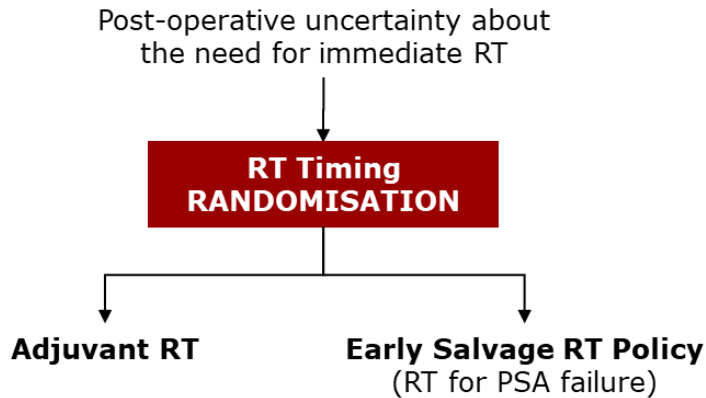 Post-operative uncertainty about
the need for immediate RT
RT Timing
RANDOMISATION
Adjuvant RT
Early Salvage RT Policy
(RT for PSA failure)